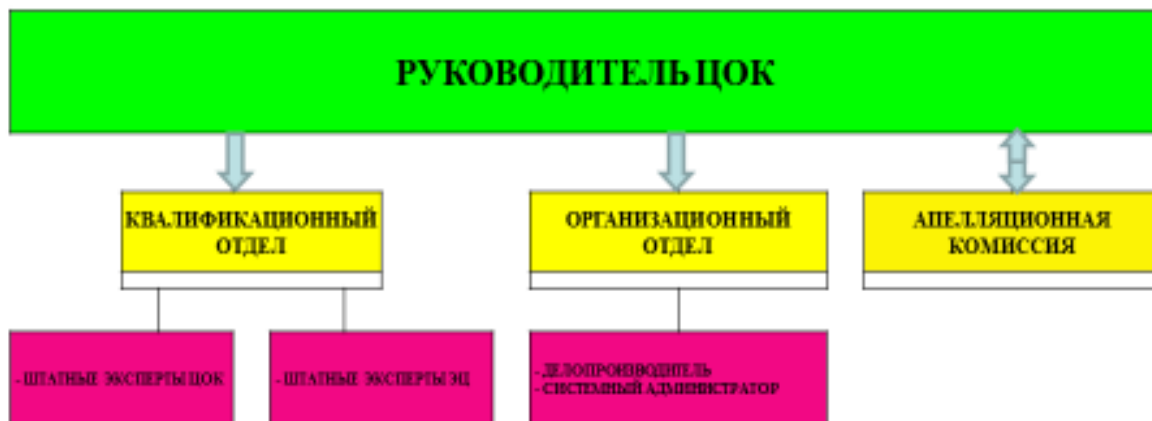 РУКОВОДИТЕЛЬ ЦОК
КВАЛИФИКАЦИОННЫЙ
ОТДЕЛ
ОРГАНИЗАЦИОННЫЙ
ОТДЕЛ
АПЕЛЛЯЦИОННАЯ
КОМИССИЯ
- ШТАТНЫЕ ЭКСПЕРТЫ ЦОК
- ШТАТНЫЕ ЭКСПЕРТЫ ЭЦ
- ДЕЛОПРОИЗВОДИТЕЛЬ
- СИСТЕМНЫЙ АДМИНИСТРАТОР